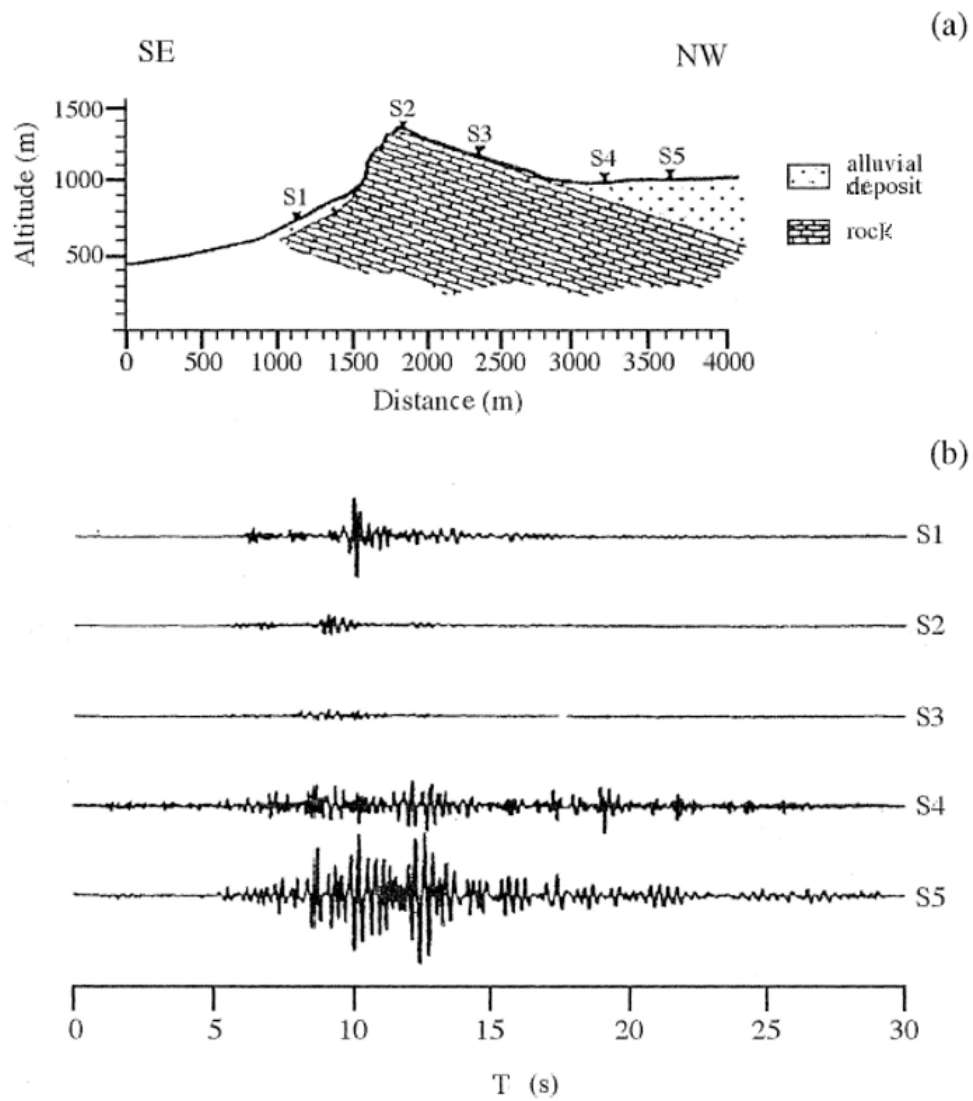 (a)
SE
NW
1500
1000
500
Altitude (m)
S1
S2
S3
S4
S5
alluvial
deposit
rock
0 500 1000 1500 2000 2500 3000 3500 4000
Distance (m)
(b)
S1
S2
S3
S4
S5
0 5 10 15 20 25 30
T (s)